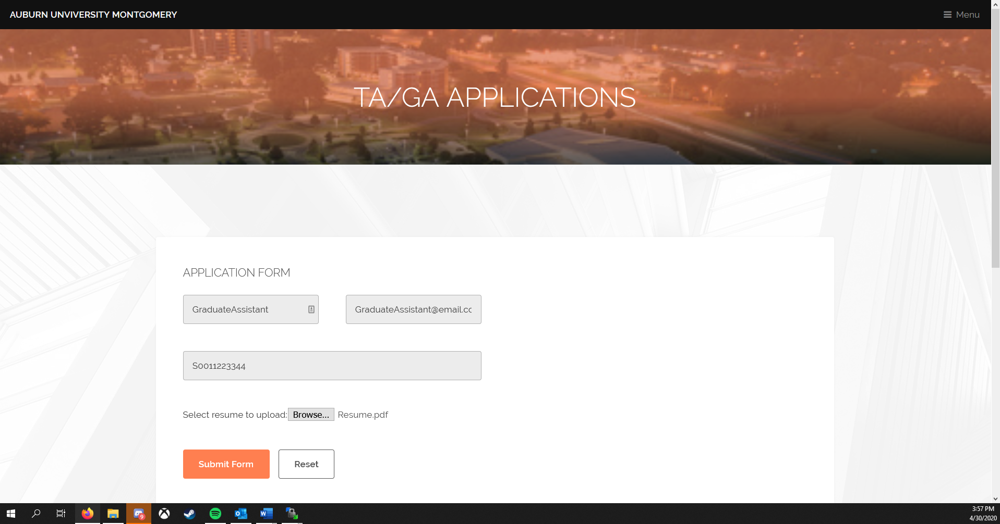 AUBURN UNVIVERSITY MONTGOMERY
Menu
TA/GA APPLICATIONS
APPLICATION FORM
GraduateAssistant
GraduateAssistant@email.cc
S0011223344
Select resume to upload: Browse... Resume.pdf
Submit Form
Reset
9
3:57 PM
4/30/2020